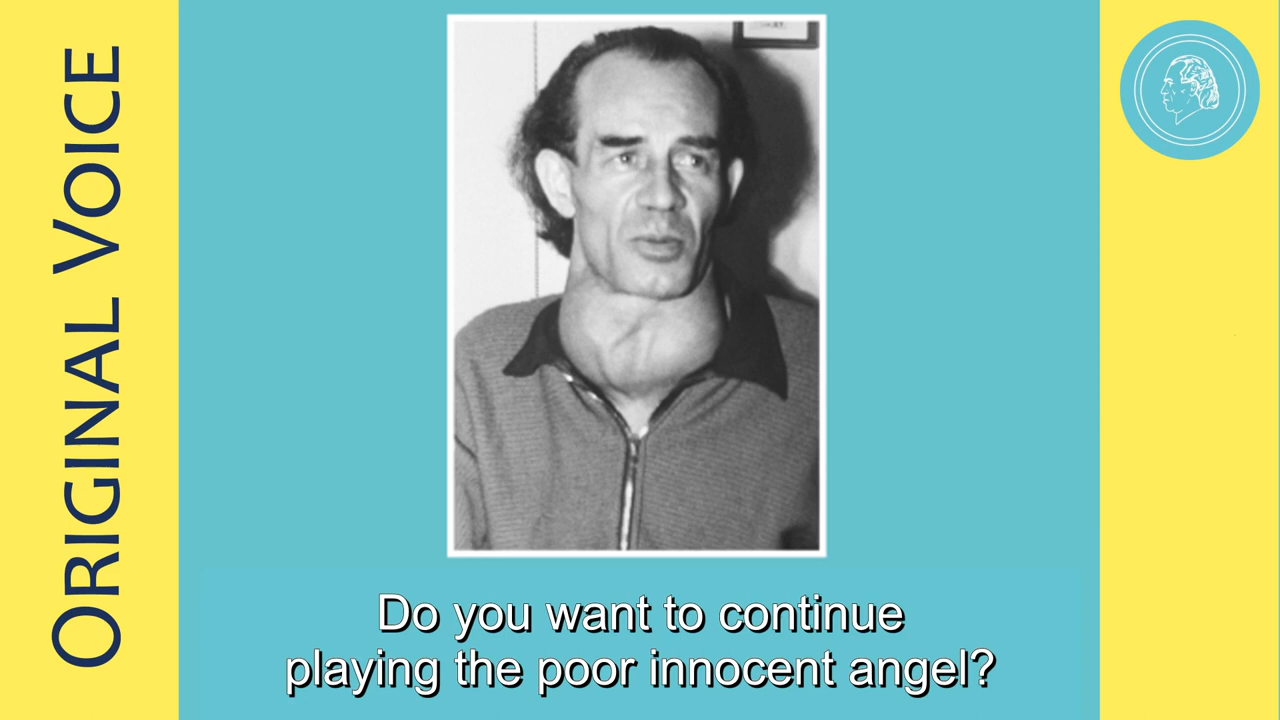 ORIGINAL VOICE
Do you want to continue
playing the poor innocent angel?